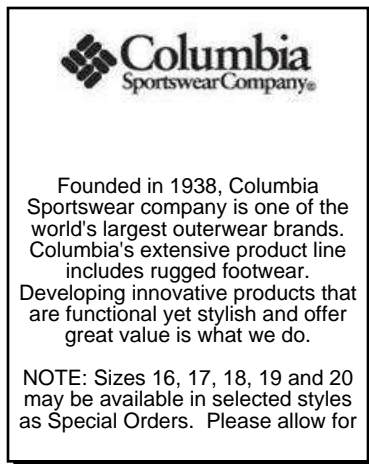 Columbia
Sportswear Company®
Founded in 1938, Columbia
Sportswear company is one of the
world's largest outerwear brands.
Columbia's extensive product line
includes rugged footwear.
Developing innovative products that
are functional yet stylish and offer
great value is what we do.
NOTE: Sizes 16, 17, 18, 19 and 20
may be available in selected styles
as Special Orders.  Please allow for